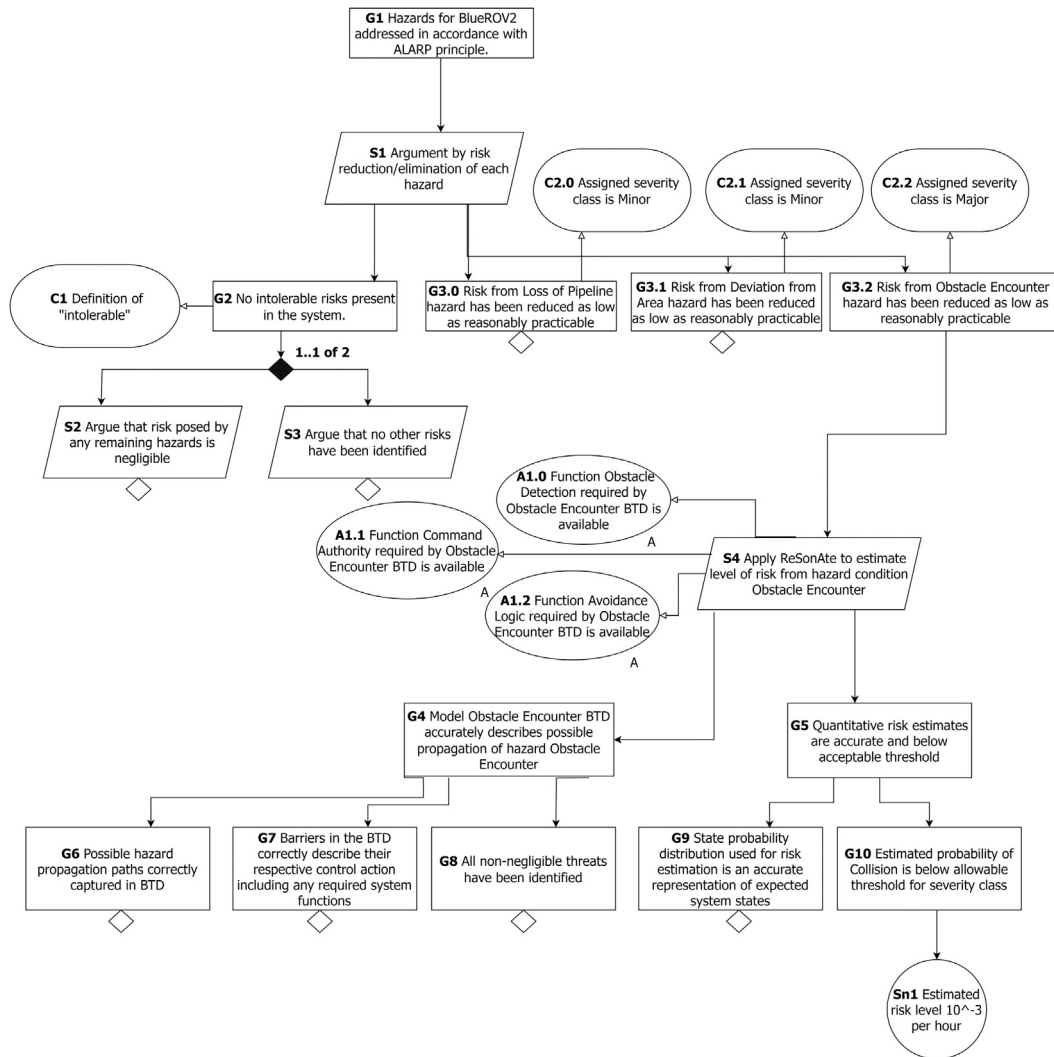 G1 Hazards for BlueROV2
addressed in accordance with
ALARP principle.
S1 Argument by risk
reduction/elimination of each
hazard
C2.0 Assigned severity
class is Minor
C2.1 Assigned severity
class is Minor
C2.2 Assigned severity
class is Major
C1 Definition of
"intolerable"
G2 No intolerable risks present
in the system.
G3.0 Risk from Loss of Pipeline
hazard has been reduced as low
as reasonably practicable
G3.1 Risk from Deviation from
Area hazard has been reduced
as low as reasonably practicable
G3.2 Risk from Obstacle Encounter
hazard has been reduced as low as
reasonably practicable
1..1 of 2
S2 Argue that risk posed by
any remaining hazards is
negligible
S3 Argue that no other risks
have been identified
A1.0 Function Obstacle
Detection required by
Obstacle Encounter BTD is
available
A
A1.1 Function Command
Authority required by Obstacle
Encounter BTD is available
A
A1.2 Function Avoidance
Logic required by Obstacle
Encounter BTD is available
A
S4 Apply ReSonAte to estimate
level of risk from hazard condition
Obstacle Encounter
G4 Model Obstacle Encounter BTD
accurately describes possible
propagation of hazard Obstacle
Encounter
G5 Quantitative risk estimates
are accurate and below
acceptable threshold
G6 Possible hazard
propagation paths correctly
captured in BTD
G7 Barriers in the BTD
correctly describe their
respective control action
including any required system
functions
G8 All non-negligible threats
have been identified
G9 State probability
distribution used for risk
estimation is an accurate
representation of expected
system states
G10 Estimated probability of
Collision is below allowable
threshold for severity class
Sn1 Estimated
risk level 10^-3
per hour